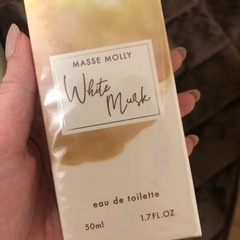 MASSE MOLLY
White
Musk
eau de toilette
50ml 1.7FL.OZ